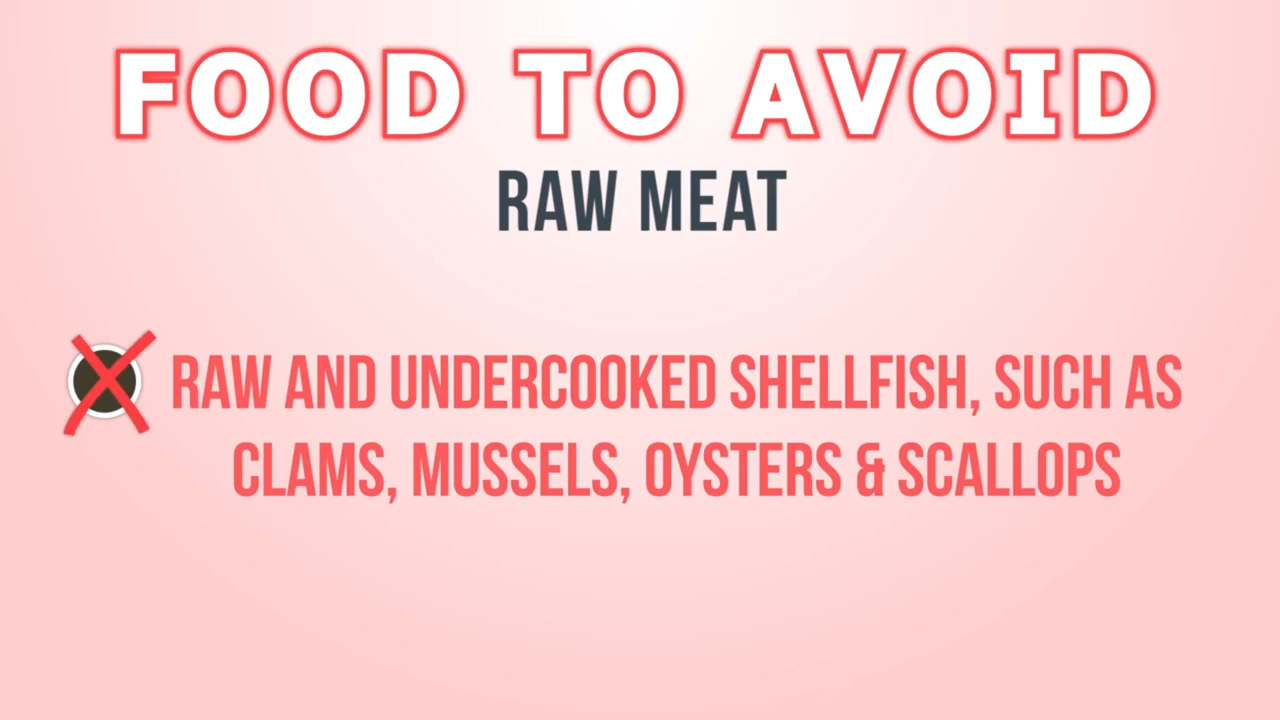 FOOD TO AVOID
RAW MEAT
RAW AND UNDERCOOKED SHELLFISH, SUCH AS
CLAMS, MUSSELS, OYSTERS & SCALLOPS